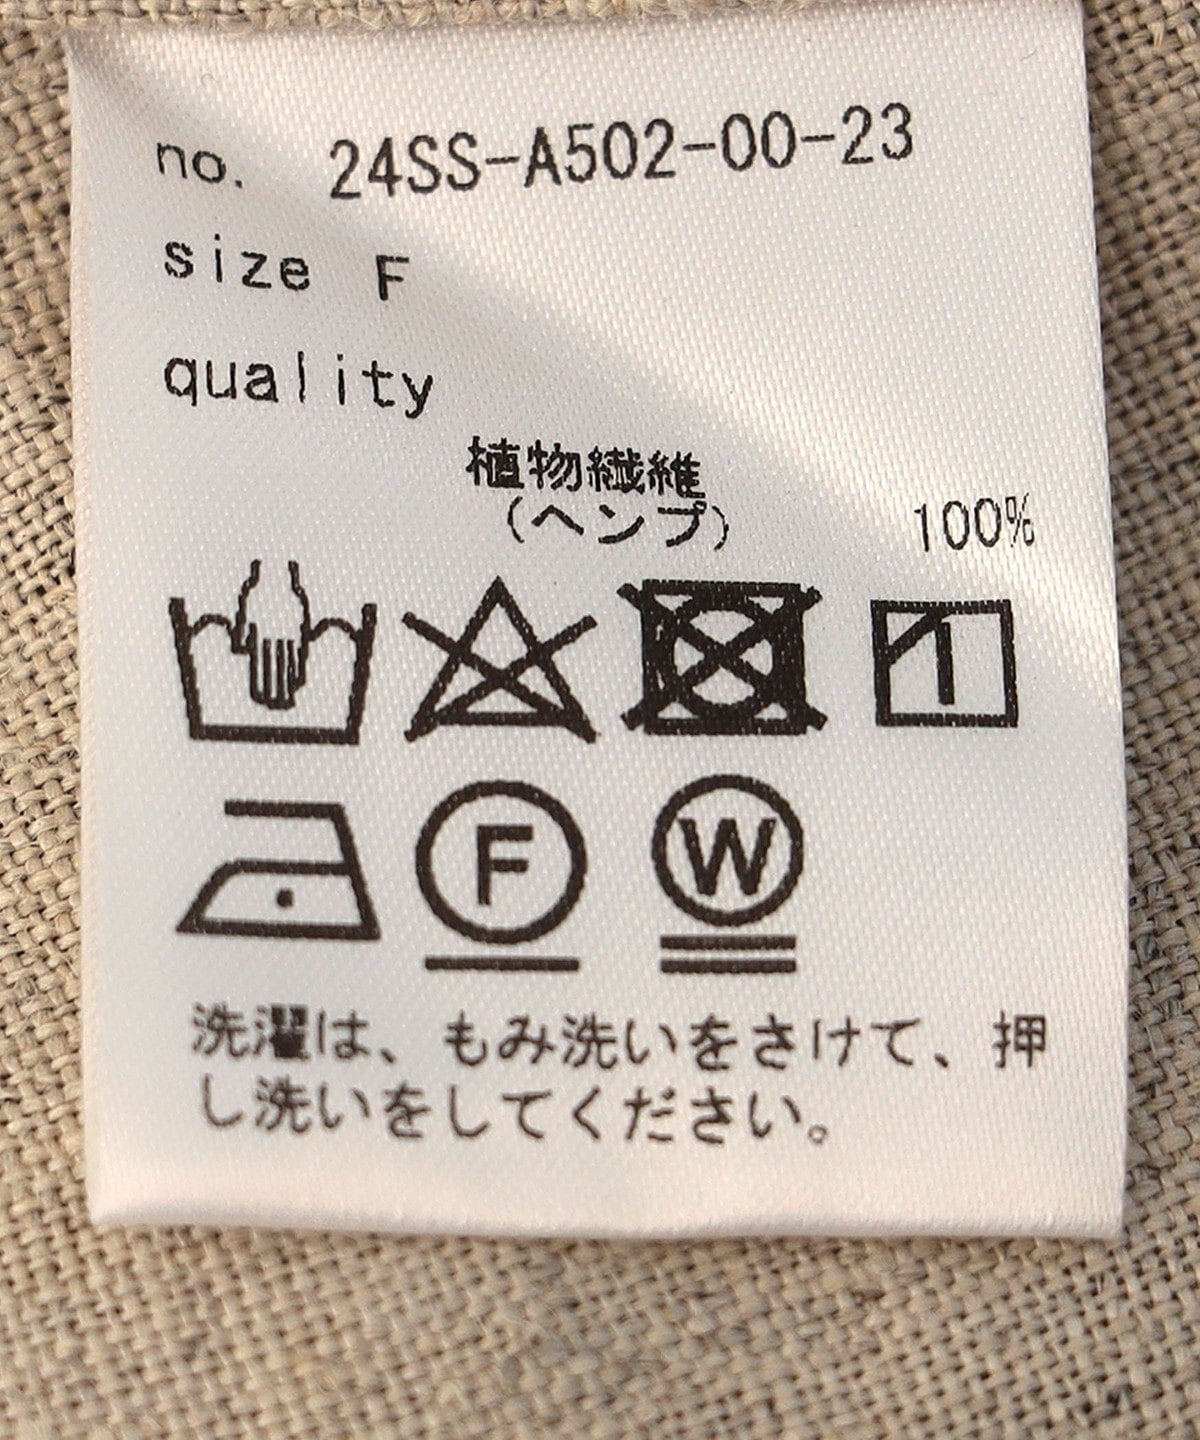 no. 24SS-A502-00-23
size F
quality
植物繊維
(ヘンプ) 100%
F W
洗濯は、もみ洗いをさけて、押
し洗いをしてください。